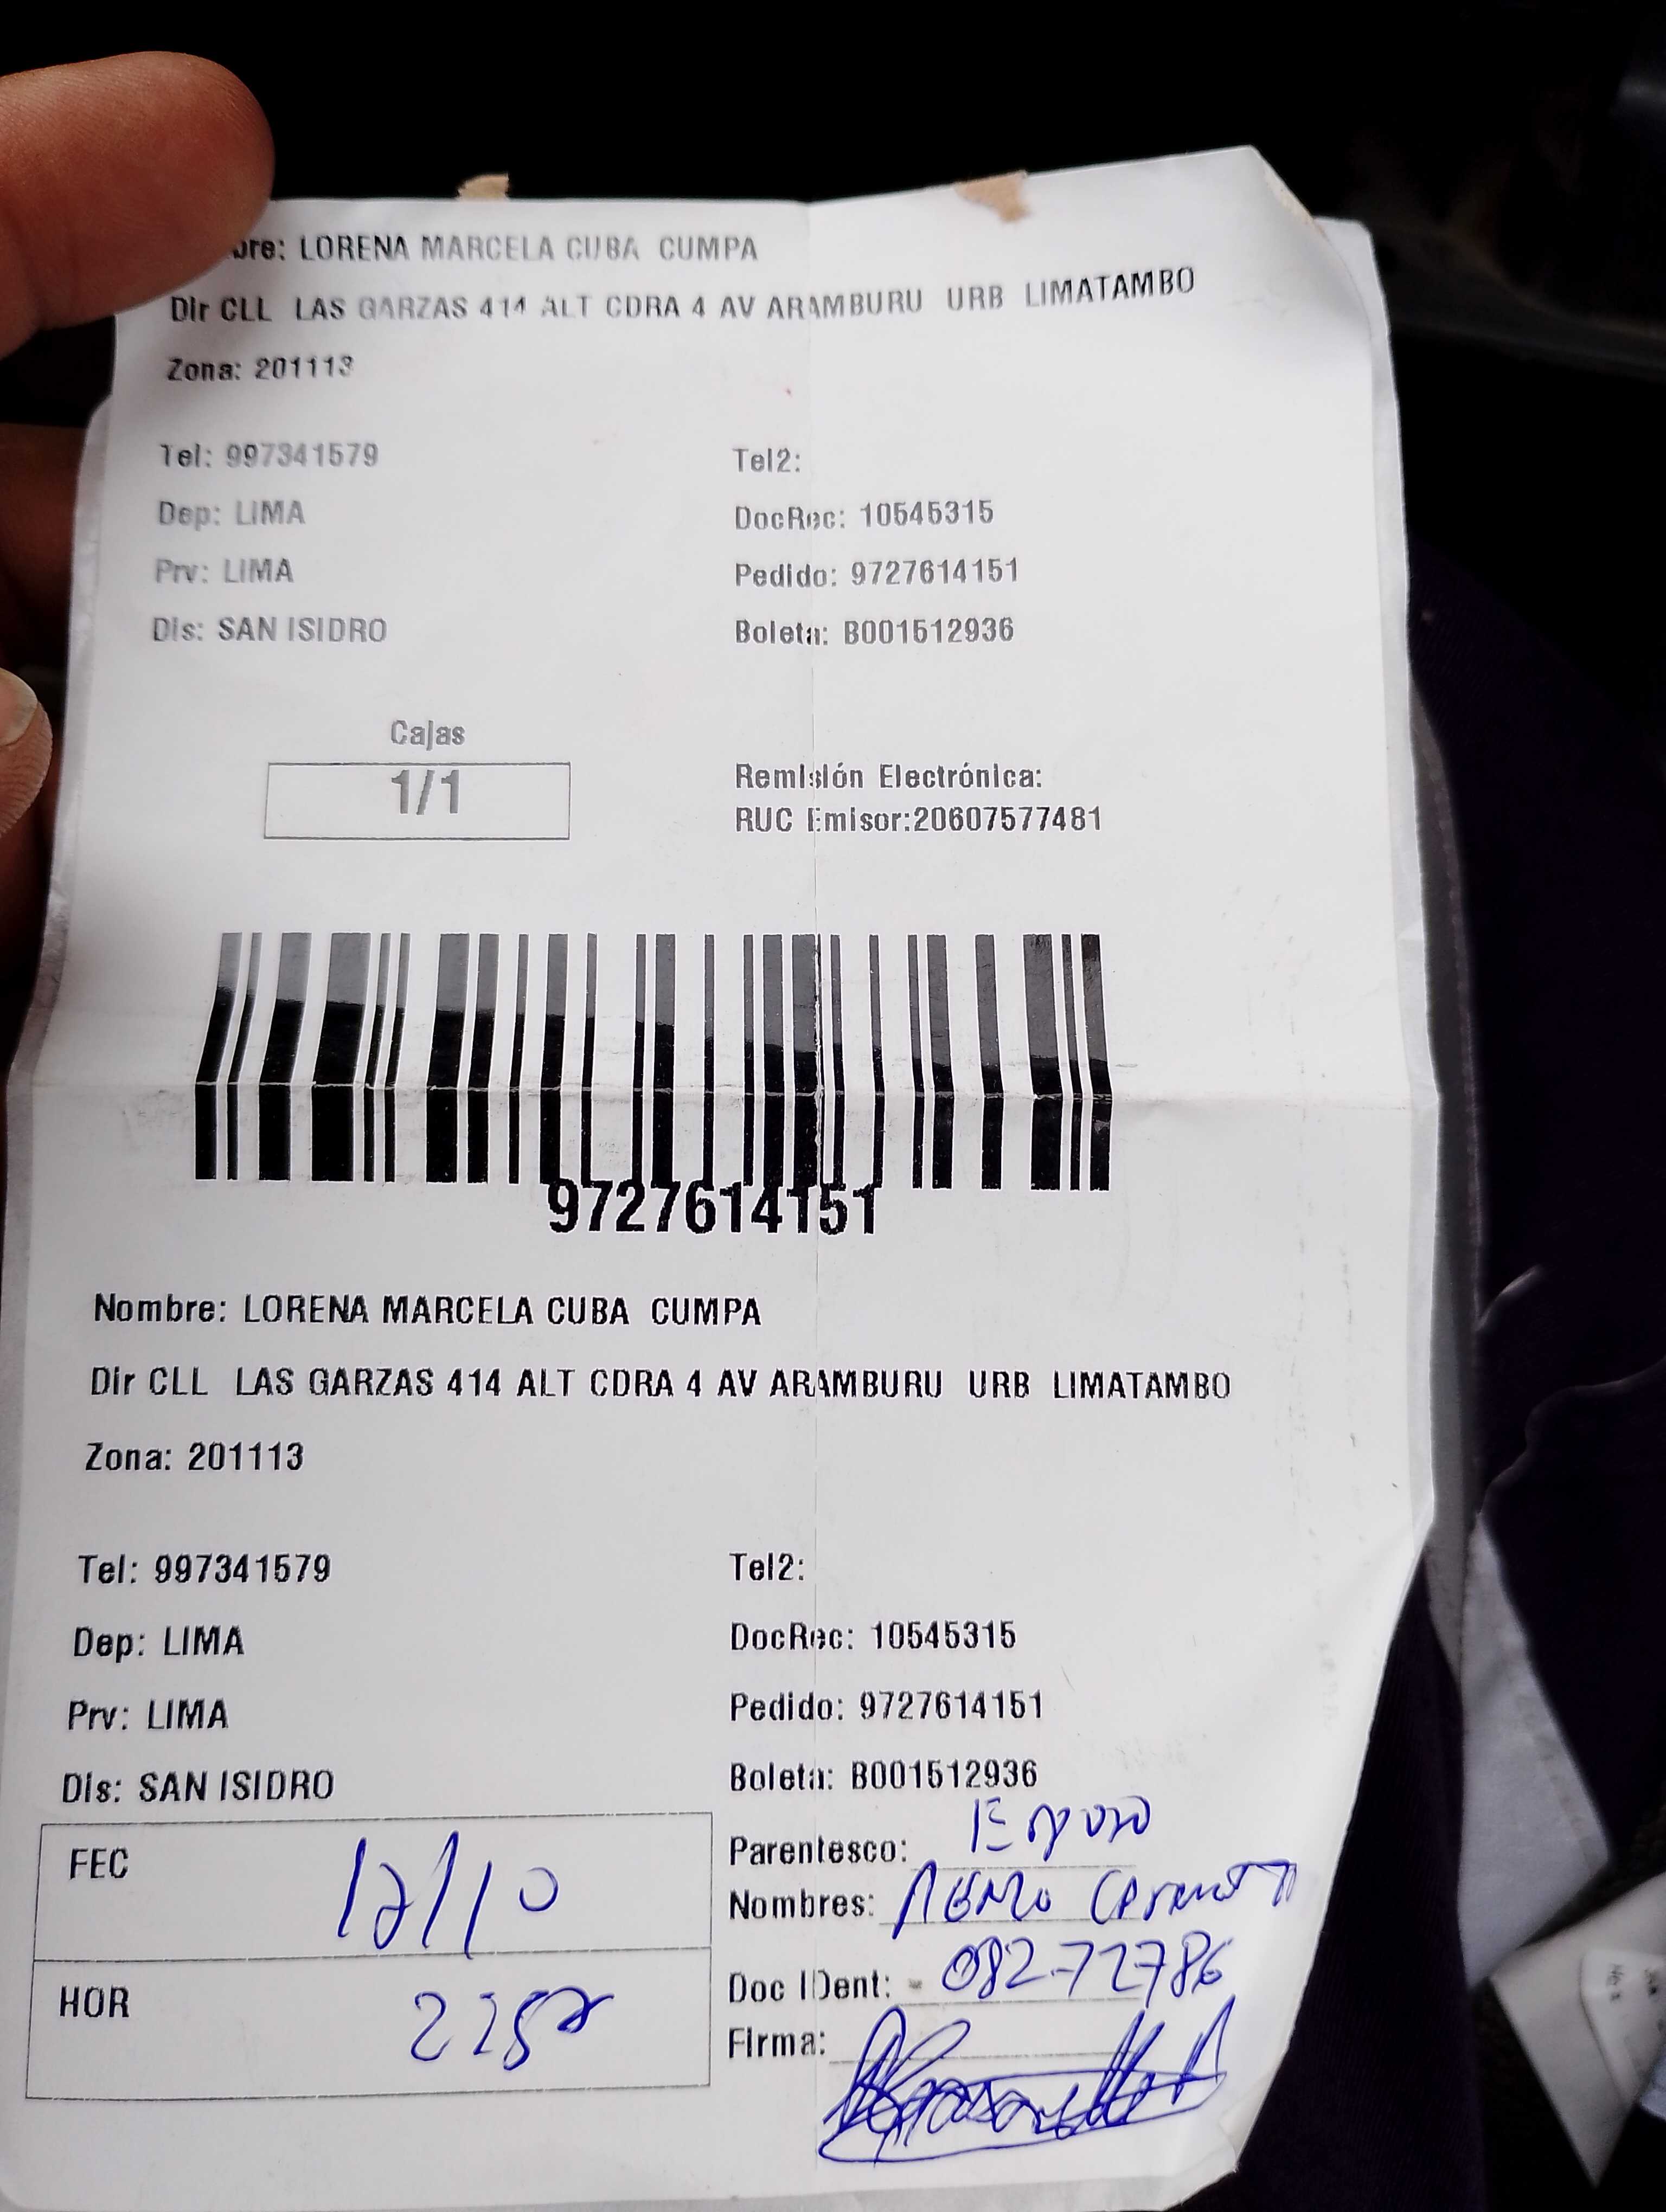 bre: LORENA MARCELA CUBA CUMPA
Dir CLL LAS GARZAS 414 ALT CDRA 4 AV ARAMBURU URB LIMATAMBO
Zona: 201113
Tel: 997341579 Tel2:
Dep: LIMA DocRec: 10545315
Prv: LIMA Pedido: 9727614151
Dis: SAN ISIDRO Boleta: B001512936
Cajas
1/1
Remisión Electrónica:
RUC Emisor:20607577481
9727614151
Nombre: LORENA MARCELA CUBA CUMPA
Dir CLL LAS GARZAS 414 ALT CDRA 4 AV ARAMBURU URB LIMATAMBO
Zona: 201113
Tel: 997341579 Tel2:
Dep: LIMA DocRec: 10545315
Prv: LIMA Pedido: 9727614151
Dis: SAN ISIDRO Boleta: B001512936
FEC 12/10
HOR
Parentesco:
Nombres:
Doc IDent: 08272786
Firma: